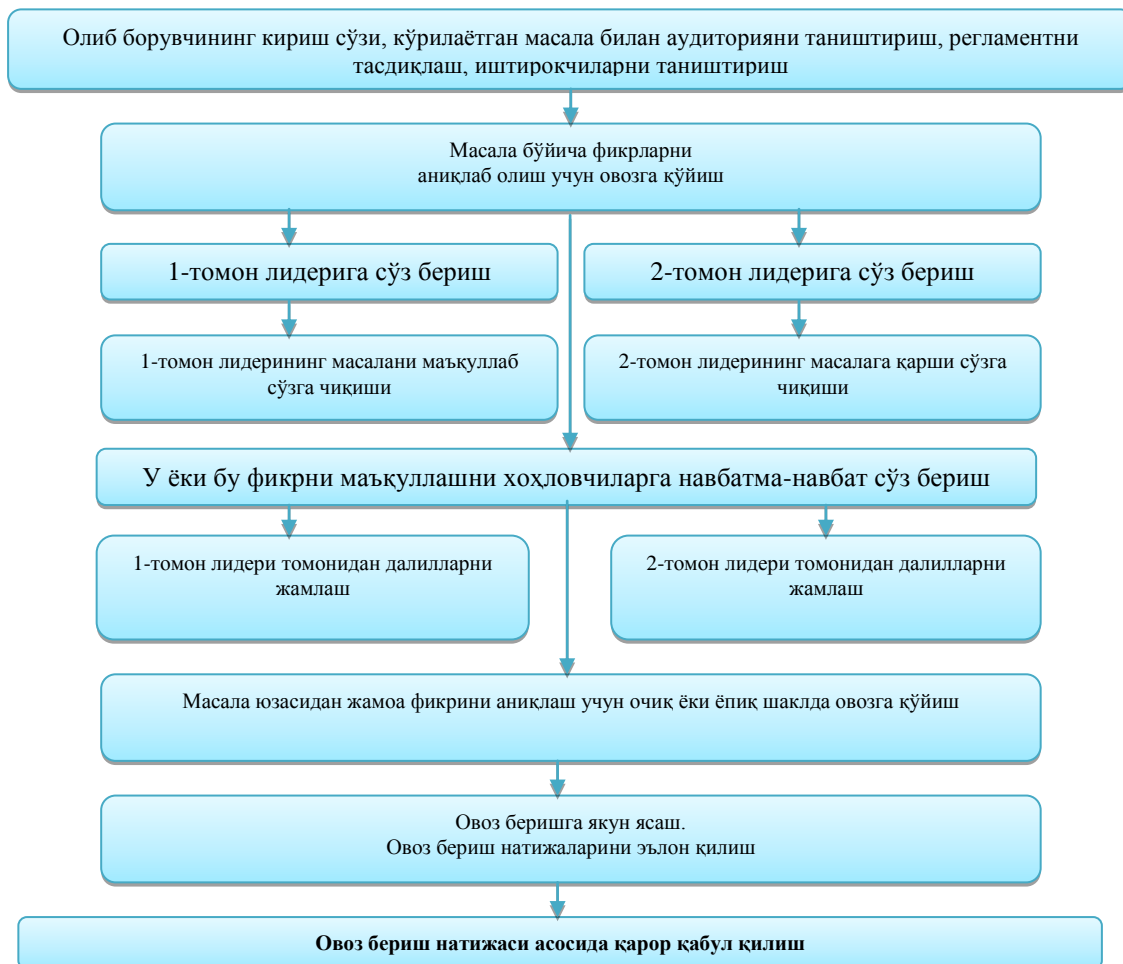 Олиб борувчининг кириш сўзи, кўрилаётган масала билан аудиторияни таништириш, регламентни
тасдиқлаш, иштирокчиларни таништириш
Масала бўйича фикрларни
аниқлаб олиш учун овозга қўйиш
1-томон лидерига сўз бериш
2-томон лидерига сўз бериш
1-томон лидерининг масалани маъқуллаб
сўзга чиқиши
2-томон лидерининг масалага қарши сўзга
чиқиши
У ёки бу фикрни маъқуллашни хоҳловчиларга навбатма-навбат сўз бериш
1-томон лидери томонидан далилларни
жамлаш
2-томон лидери томонидан далилларни
жамлаш
Масала юзасидан жамоа фикрини аниқлаш учун очиқ ёки ёпиқ шаклда овозга қўйиш
Овоз беришга якун ясаш.
Овоз бериш натижаларини эълон қилиш
Овоз бериш натижаси асосида қарор қабул қилиш